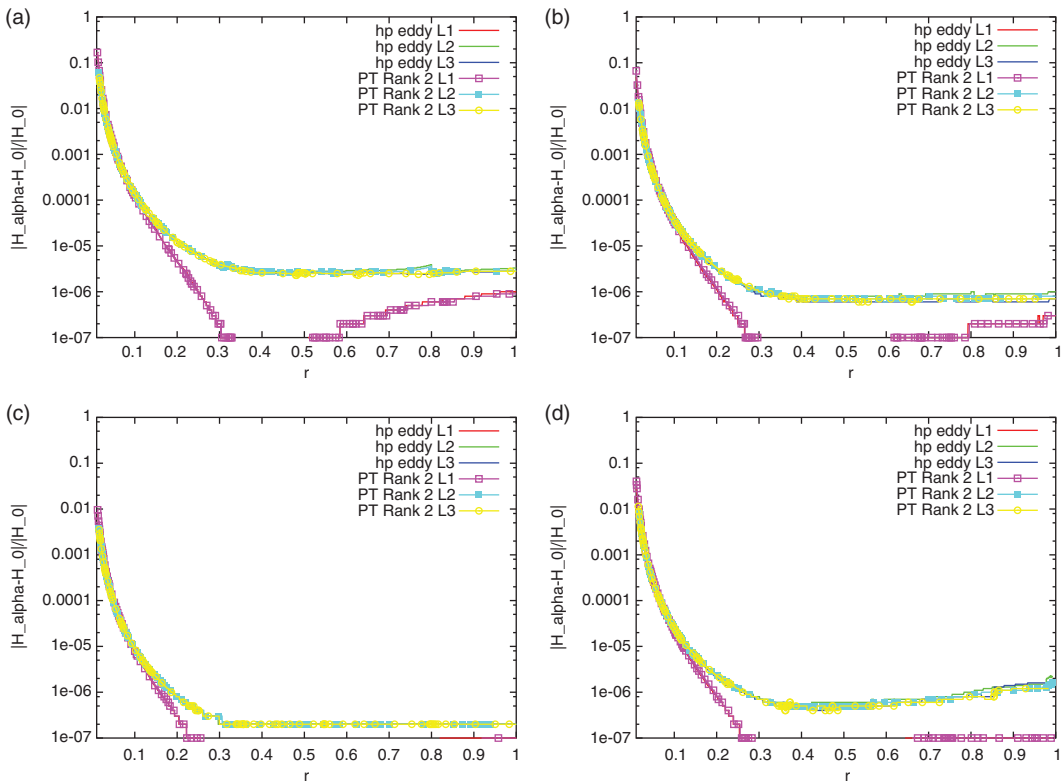 (a)
|H_alpha-H_0|/|H_0|
1
0.1
0.01
0.001
0.0001
1e-05
1e-06
1e-07
hp eddy L1
hp eddy L2
hp eddy L3
PT Rank 2 L1
PT Rank 2 L2
PT Rank 2 L3
0.1 0.2 0.3 0.4 0.5 0.6 0.7 0.8 0.9 1
r
(b)
|H_alpha-H_0|/|H_0|
1
0.1
0.01
0.001
0.0001
1e-05
1e-06
1e-07
hp eddy L1
hp eddy L2
hp eddy L3
PT Rank 2 L1
PT Rank 2 L2
PT Rank 2 L3
0.1 0.2 0.3 0.4 0.5 0.6 0.7 0.8 0.9 1
r
(c)
|H_alpha-H_0|/|H_0|
1
0.1
0.01
0.001
0.0001
1e-05
1e-06
1e-07
hp eddy L1
hp eddy L2
hp eddy L3
PT Rank 2 L1
PT Rank 2 L2
PT Rank 2 L3
0.1 0.2 0.3 0.4 0.5 0.6 0.7 0.8 0.9 1
r
(d)
|H_alpha-H_0|/|H_0|
1
0.1
0.01
0.001
0.0001
1e-05
1e-06
1e-07
hp eddy L1
hp eddy L2
hp eddy L3
PT Rank 2 L1
PT Rank 2 L2
PT Rank 2 L3
0.1 0.2 0.3 0.4 0.5 0.6 0.7 0.8 0.9 1
r